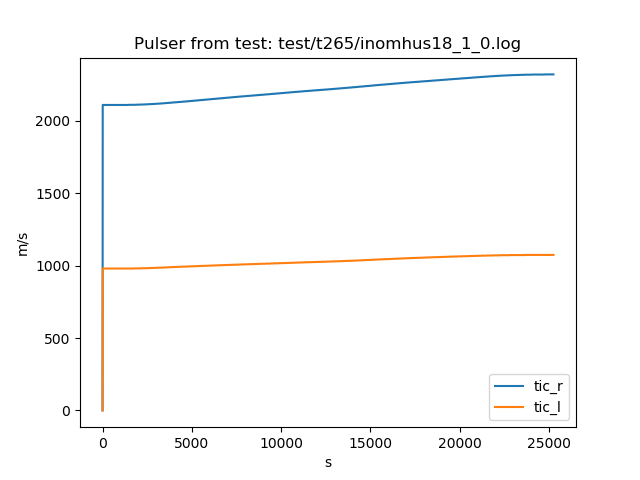 Pulser from test: test/t265/inomhus18_1_0.log
m/s
2000
1500
1000
500
0
0 5000 10000 15000 20000 25000
s
tic_r
tic_l